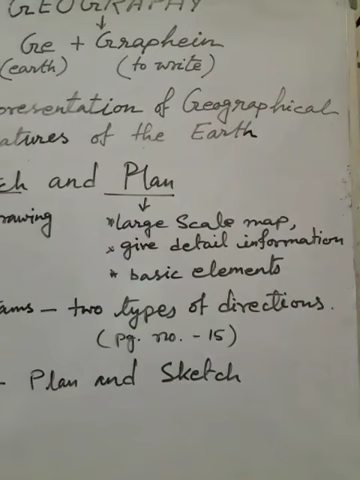 GEOGRAPHY
Ge + Graphein
(earth) (to write)
presentation of Geographical
atures of the Earth
ch and Plan
rawing *large Scale map,
* give detail information
* basic elements
ams — two types of directions.
(pg. no. - 15)
- Plan and Sketch